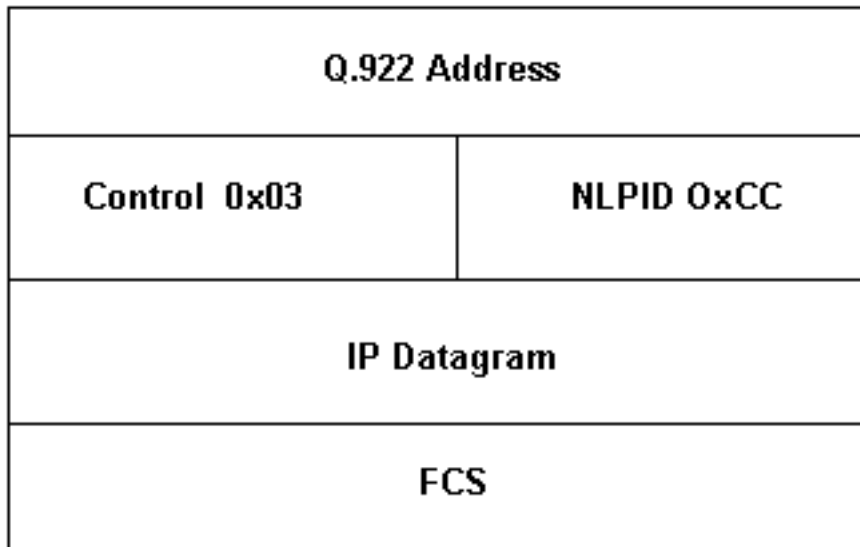 Q.922 Address
Control 0x03
NLPID OxCC
IP Datagram
FCS